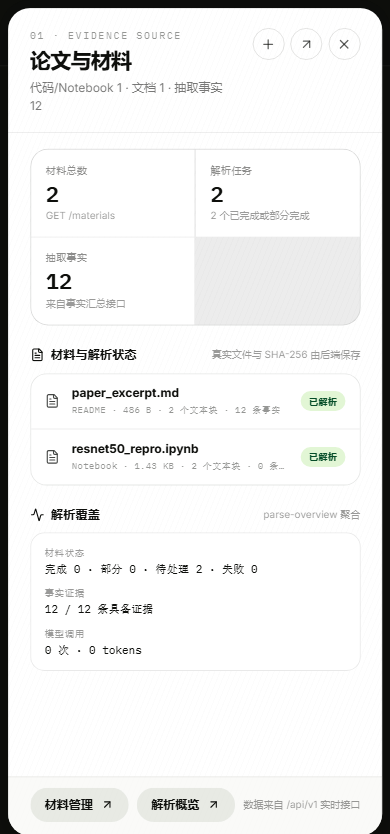 01 · EVIDENCE SOURCE
论文与材料
代码/Notebook 1 · 文档 1 · 抽取事实
12
材料总数
2
GET /materials
解析任务
2
2 个已完成或部分完成
抽取事实
12
来自事实汇总接口
材料与解析状态
真实文件与 SHA-256 由后端保存
paper_excerpt.md
README · 486 B · 2 个文本块 · 12 条事实
已解析
resnet50_repro.ipynb
Notebook · 1.43 KB · 2 个文本块 · 0 条…
已解析
解析覆盖
parse-overview 聚合
材料状态
完成 0 · 部分 0 · 待处理 2 · 失败 0
事实证据
12 / 12 条具备证据
模型调用
0 次 · 0 tokens
材料管理
解析概览
数据来自 /api/v1 实时接口